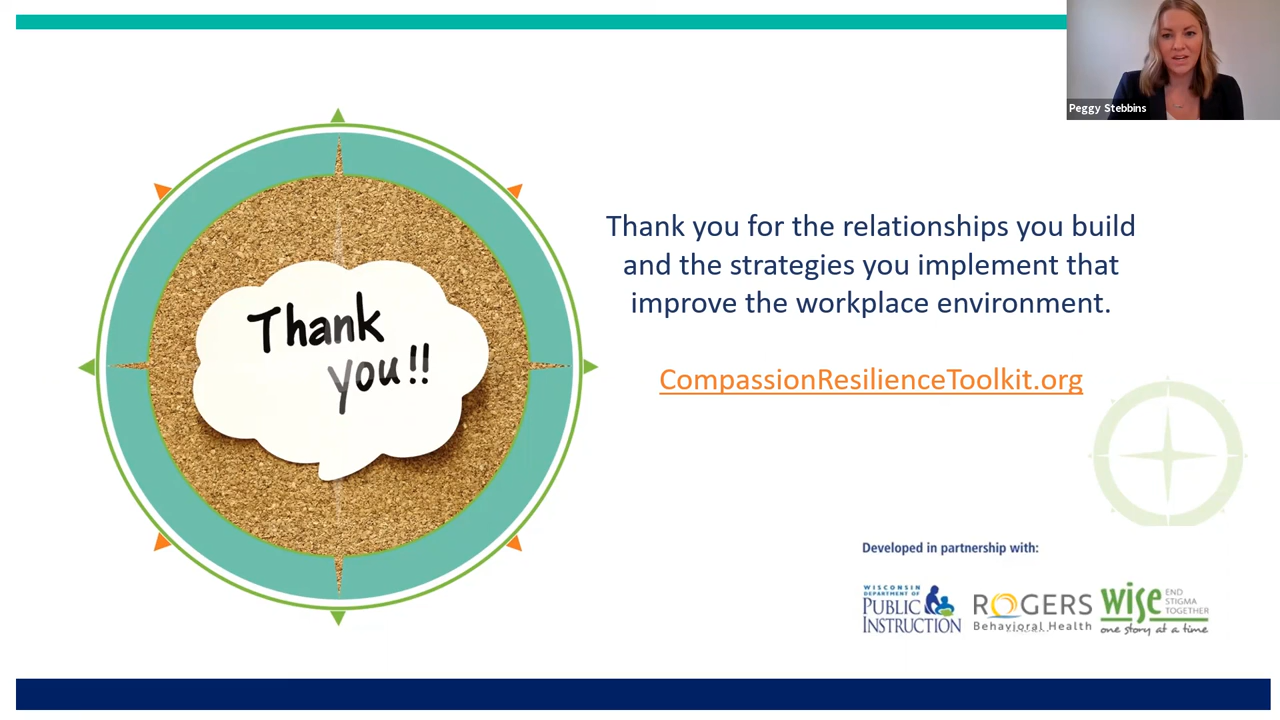 Peggy Stebbins
Thank you for the relationships you build
and the strategies you implement that
improve the workplace environment.
CompassionResilienceToolkit.org
Thank
you!!
Developed in partnership with:
WISCONSIN
DEPARTMENT OF
PUBLIC
INSTRUCTION
ROGERS
Behavioral Health
wise
END
STIGMA
TOGETHER
one story at a time